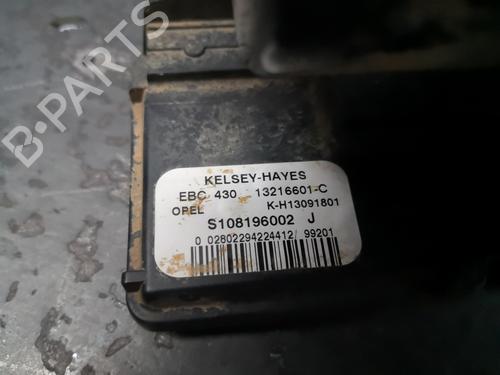 B-PARTS
KELSEY-HAYES
EBC 430 13216601-C
OPEL K-H13091801
S108196002 J
0 02802294224412/ 99201